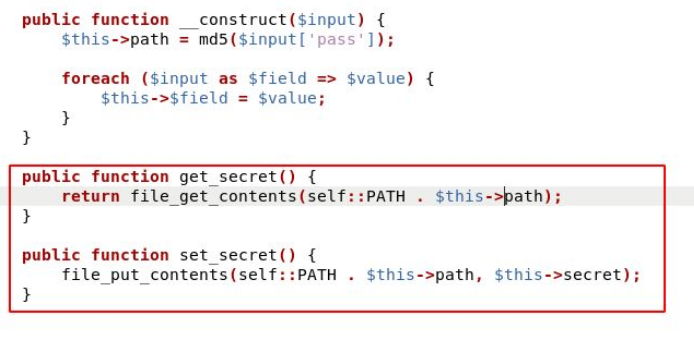 public function __construct($input) {
$this->path = md5($input['pass']);
foreach ($input as $field => $value) {
$this->$field = $value;
}
}
public function get_secret() {
return file_get_contents(self::PATH . $this->path);
}
public function set_secret() {
file_put_contents(self::PATH . $this->path, $this->secret);
}